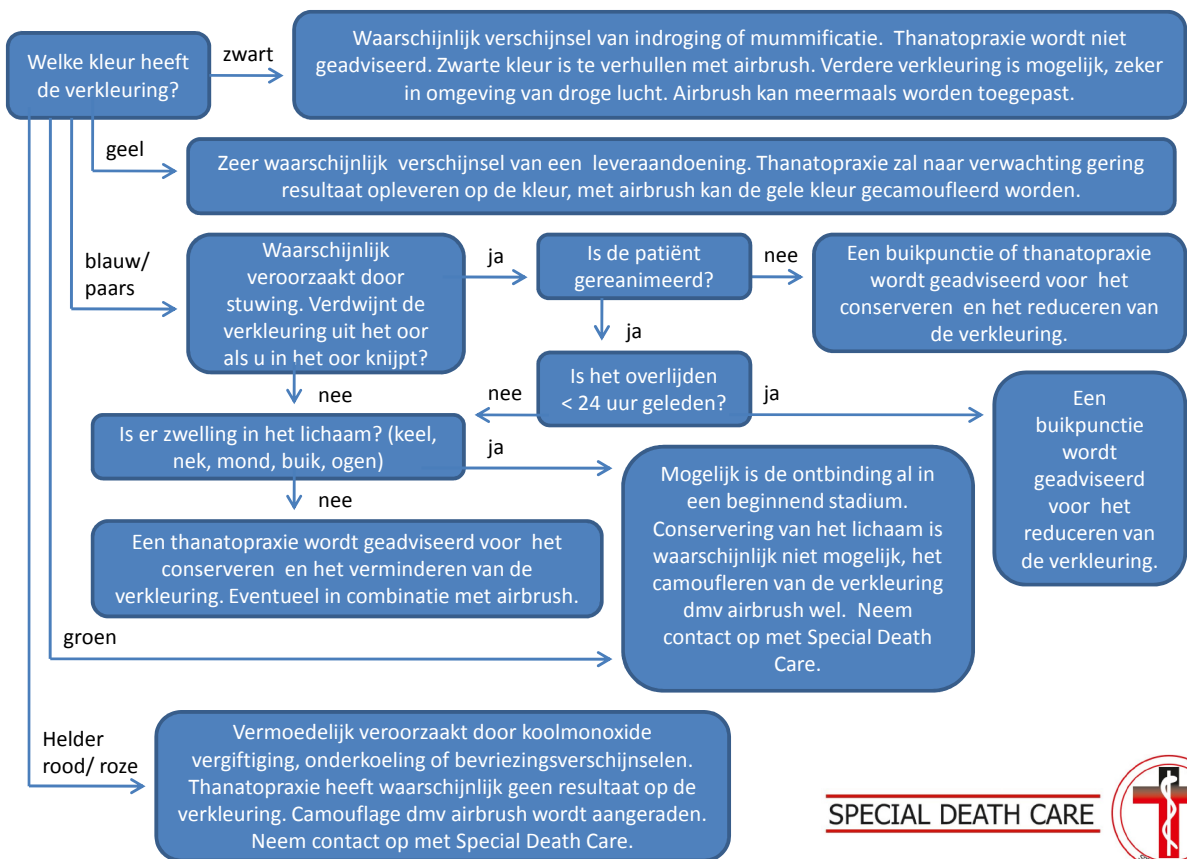 Welke kleur heeft
de verkleuring?
zwart
Waarschijnlijk verschijnsel van indroging of mummificatie. Thanatopraxie wordt niet
geadviseerd. Zwarte kleur is te verhullen met airbrush. Verdere verkleuring is mogelijk, zeker
in omgeving van droge lucht. Airbrush kan meermaals worden toegepast.
geel
Zeer waarschijnlijk verschijnsel van een leveraandoening. Thanatopraxie zal naar verwachting gering
resultaat opleveren op de kleur, met airbrush kan de gele kleur gecamoufleerd worden.
blauw/
paars
Waarschijnlijk
veroorzaakt door
stuwing. Verdwijnt de
verkleuring uit het oor
als u in het oor knijpt?
ja
Is de patiënt
gereanimeerd?
nee
Een buikpunctie of thanatopraxie
wordt geadviseerd voor het
conserveren en het reduceren van
de verkleuring.
ja
nee
Is het overlijden
< 24 uur geleden?
nee
ja
Een
buikpunctie
wordt
geadviseerd
voor het
reduceren van
de verkleuring.
Is er zwelling in het lichaam? (keel,
nek, mond, buik, ogen)
ja
nee
Mogelijk is de ontbinding al in
een beginnend stadium.
Conservering van het lichaam is
waarschijnlijk niet mogelijk, het
camoufleren van de verkleuring
dmv airbrush wel. Neem
contact op met Special Death
Care.
Een thanatopraxie wordt geadviseerd voor het
conserveren en het verminderen van de
verkleuring. Eventueel in combinatie met airbrush.
groen
Helder
rood/ roze
Vermoedelijk veroorzaakt door koolmonoxide
vergiftiging, onderkoeling of bevriezingsverschijnselen.
Thanatopraxie heeft waarschijnlijk geen resultaat op de
verkleuring. Camouflage dmv airbrush wordt aangeraden.
Neem contact op met Special Death Care.
SPECIAL DEATH CARE